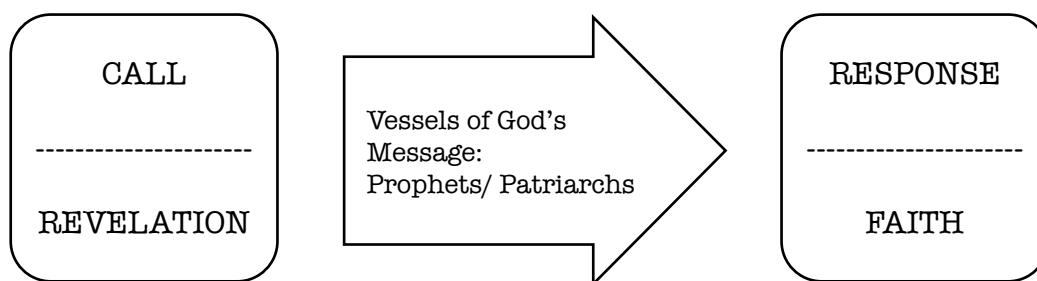 CALL
----------------------
REVELATION
Vessels of God's
Message:
Prophets/ Patriarchs
RESPONSE
----------------------
FAITH